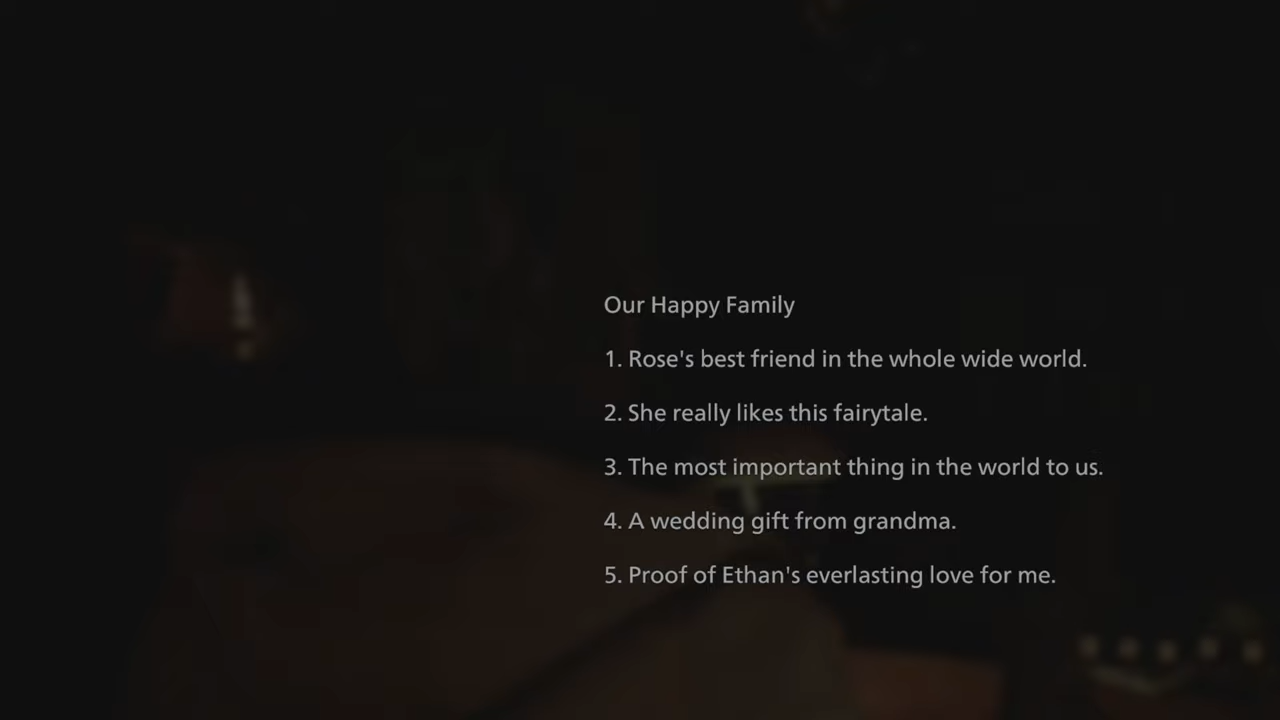 Our Happy Family
1. Rose's best friend in the whole wide world.
2. She really likes this fairytale.
3. The most important thing in the world to us.
4. A wedding gift from grandma.
5. Proof of Ethan's everlasting love for me.